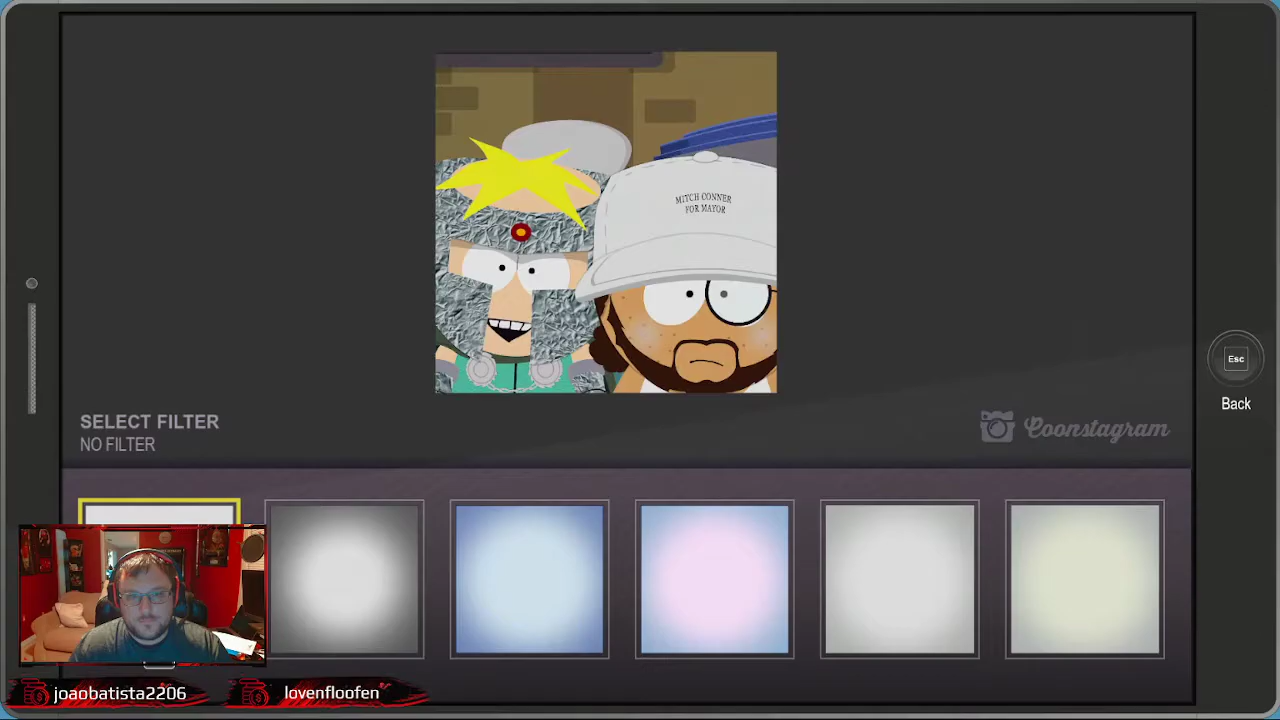 MITCH CONNER
FOR MAYOR
SELECT FILTER
NO FILTER
Coonstagram
Esc
Back
joaobatista2206
lovenfloofen